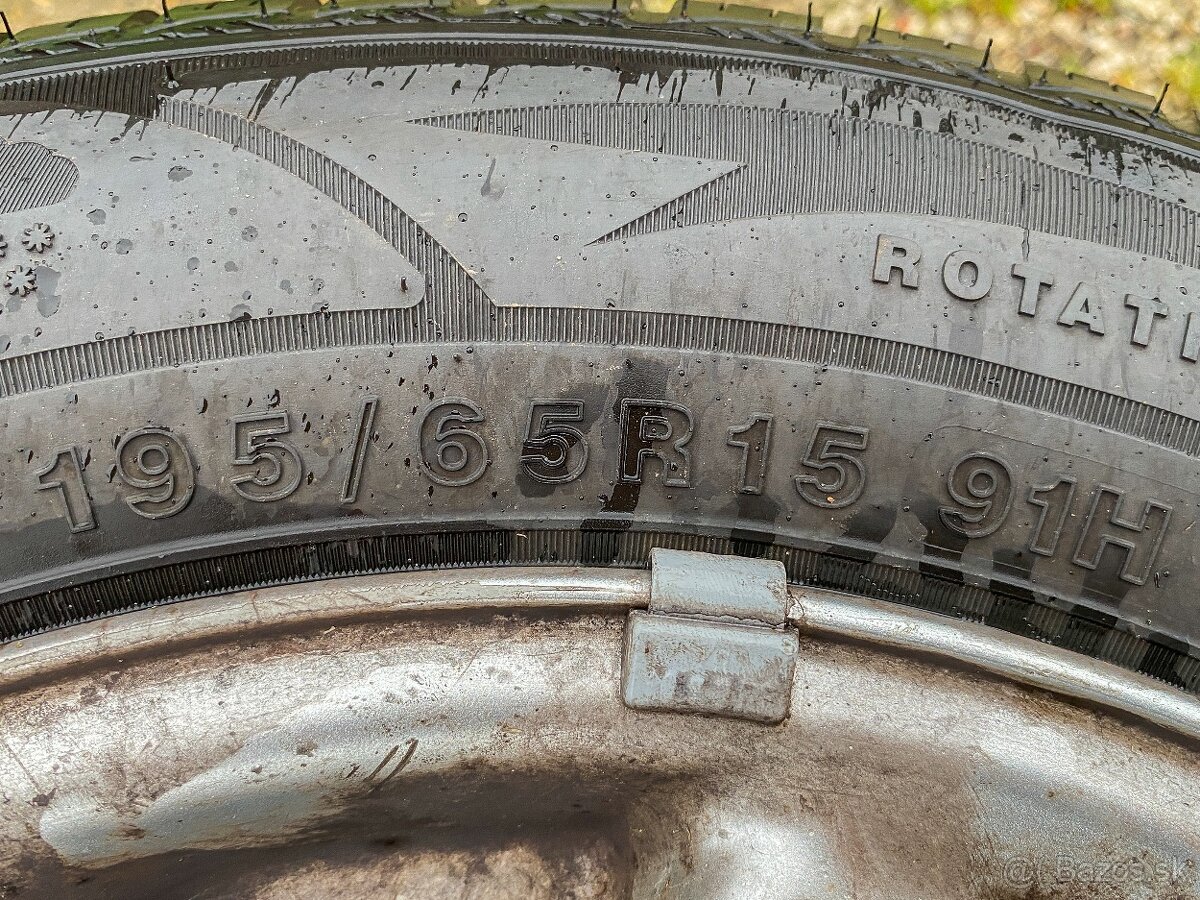 ROTATI
195/65R15 91H
@ Bazos.sk